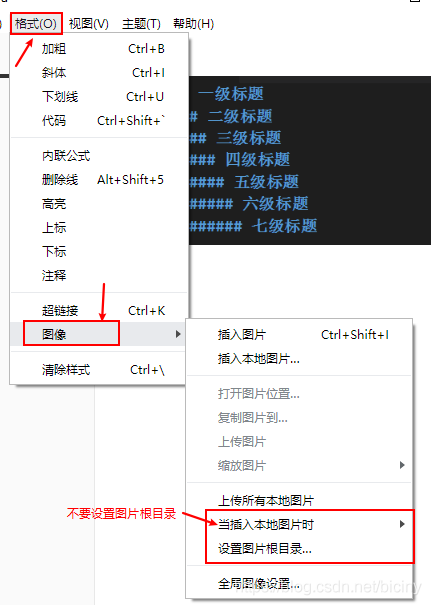 格式(O) 视图(V) 主题(T) 帮助(H)
加粗 Ctrl+B
斜体 Ctrl+I
下划线 Ctrl+U
代码 Ctrl+Shift+`
内联公式
删除线 Alt+Shift+5
高亮
上标
下标
注释
超链接 Ctrl+K
图像
清除样式 Ctrl+\
一级标题
# 二级标题
## 三级标题
### 四级标题
#### 五级标题
##### 六级标题
###### 七级标题
插入图片 Ctrl+Shift+I
插入本地图片...
打开图片位置...
复制图片到...
上传图片
缩放图片
上传所有本地图片
不要设置图片根目录
当插入本地图片时
设置图片根目录...
全局图像设置...